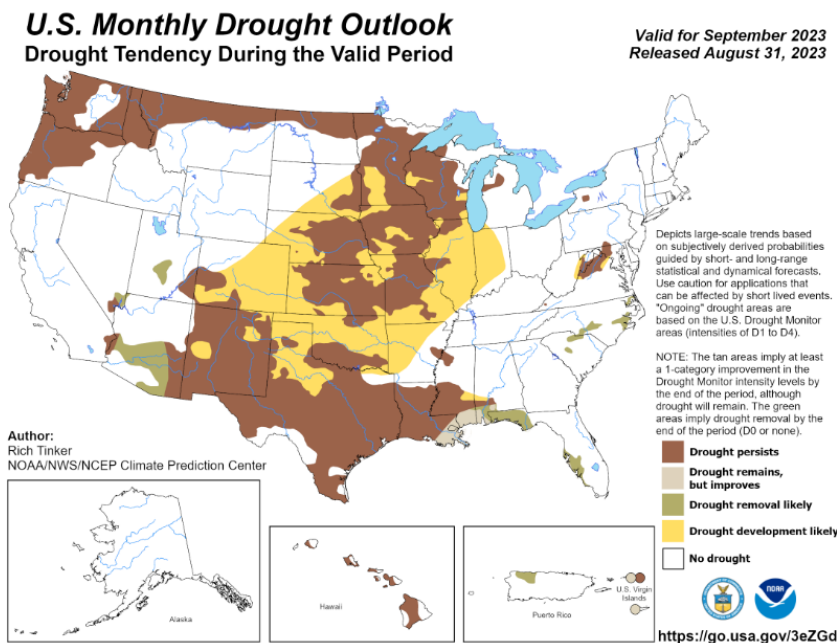 U.S. Monthly Drought Outlook
Drought Tendency During the Valid Period
Valid for September 2023
Released August 31, 2023
Depicts large-scale trends based
on subjectively derived probabilities
guided by short- and long-range
statistical and dynamical forecasts.
Use caution for applications that
can be affected by short lived events.
"Ongoing" drought areas are
based on the U.S. Drought Monitor
areas (intensities of D1 to D4).
NOTE: The tan areas imply at least
a 1-category improvement in the
Drought Monitor intensity levels by
the end of the period, although
drought will remain. The green
areas imply drought removal by the
end of the period (D0 or none).
Author:
Rich Tinker
NOAA/NWS/NCEP Climate Prediction Center
Drought persists
Drought remains,
but improves
Drought removal likely
Drought development likely
No drought
Alaska
Hawaii
Puerto Rico
U.S. Virgin
Islands
NOAA
https://go.usa.gov/3eZGd